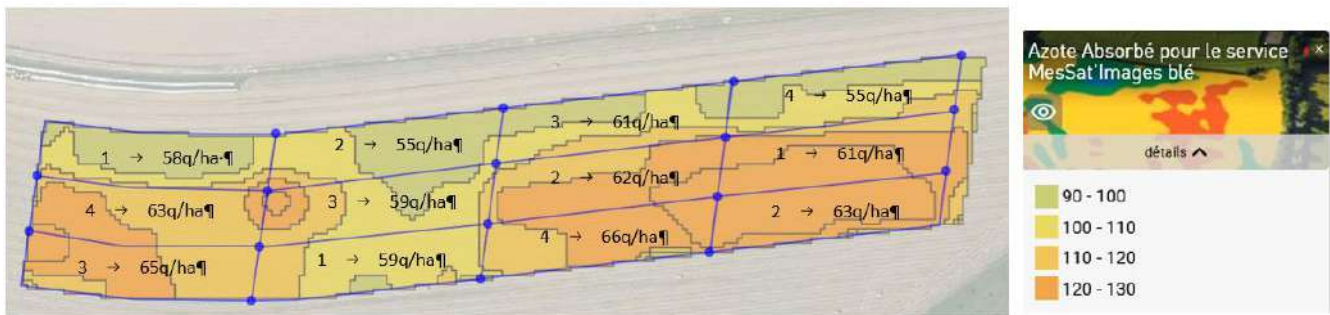 1 → 58q/ha·¶
2 → 55q/ha¶
3 → 61q/ha¶
4 → 55q/ha¶
4 → 63q/ha¶
3 → 59q/ha¶
2 → 62q/ha¶
1 → 61q/ha¶
3 → 65q/ha¶
1 → 59q/ha¶
4 → 66q/ha¶
2 → 63q/ha¶
Azote Absorbé pour le service ×
MesSat'Images blé
détails
90 - 100
100 - 110
110 - 120
120 - 130